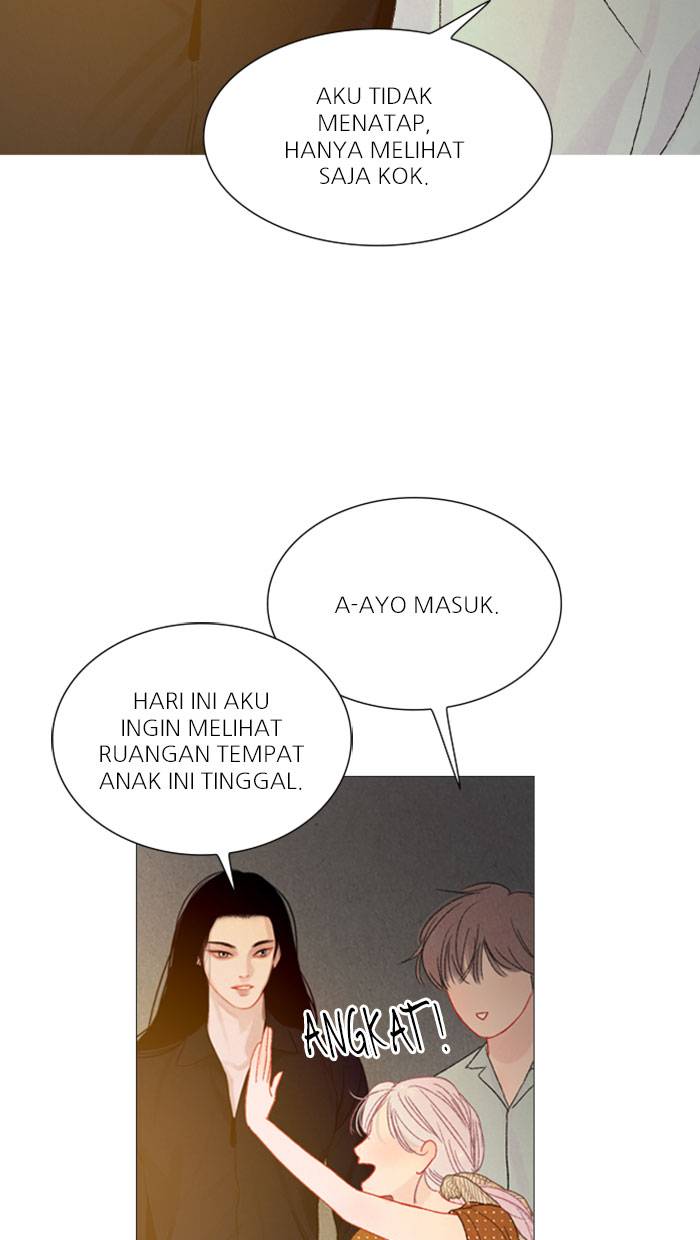 AKU TIDAK
MENATAP,
HANYA MELIHAT
SAJA KOK.
A-AYO MASUK.
HARI INI AKU
INGIN MELIHAT
RUANGAN TEMPAT
ANAK INI TINGGAL.
ANGKAT!